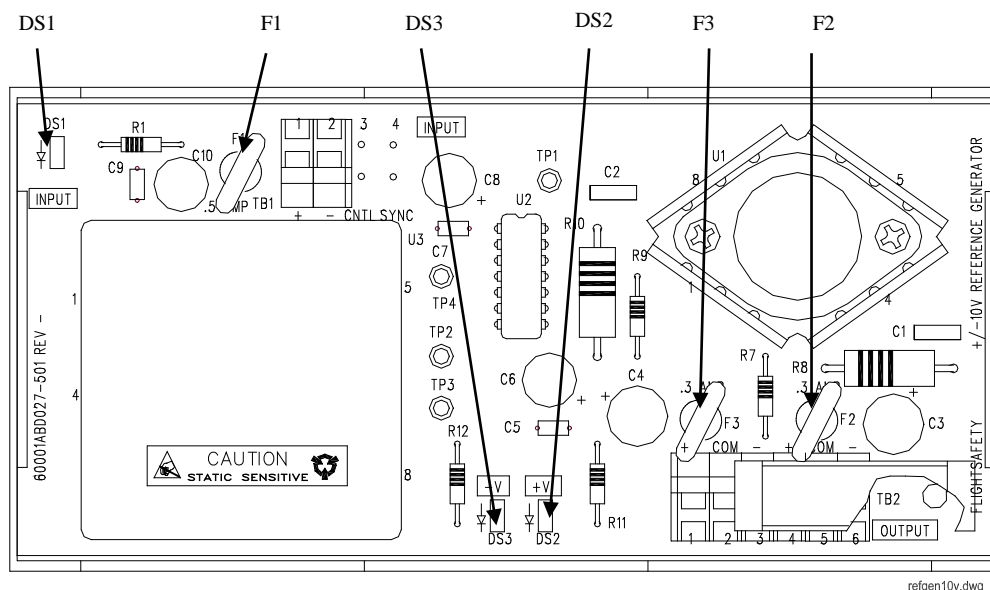 DS1 F1 DS3 DS2 F3 F2
DS1
R1
1 2 3 4
INPUT
C9
C10
TB1
INPUT
+ - CNTL SYNC
C8
+
TP1
C2
U1
8
5
1
4
U2
U3
C7
TP4
TP2
TP3
1
4
5
8
R9
C6
+
C5
C4
+
R7
R8
C1
+
C3
F3
F2
+ COM - + COM -
R12
-V
+V
DS3
DS2
R11
1 2 3 4 5 6
TB2
OUTPUT
CAUTION
STATIC SENSITIVE
60001ABD027-501 REV -
+/-10V REFERENCE GENERATOR
FLIGHTSAFETY
refgen10v.dwg